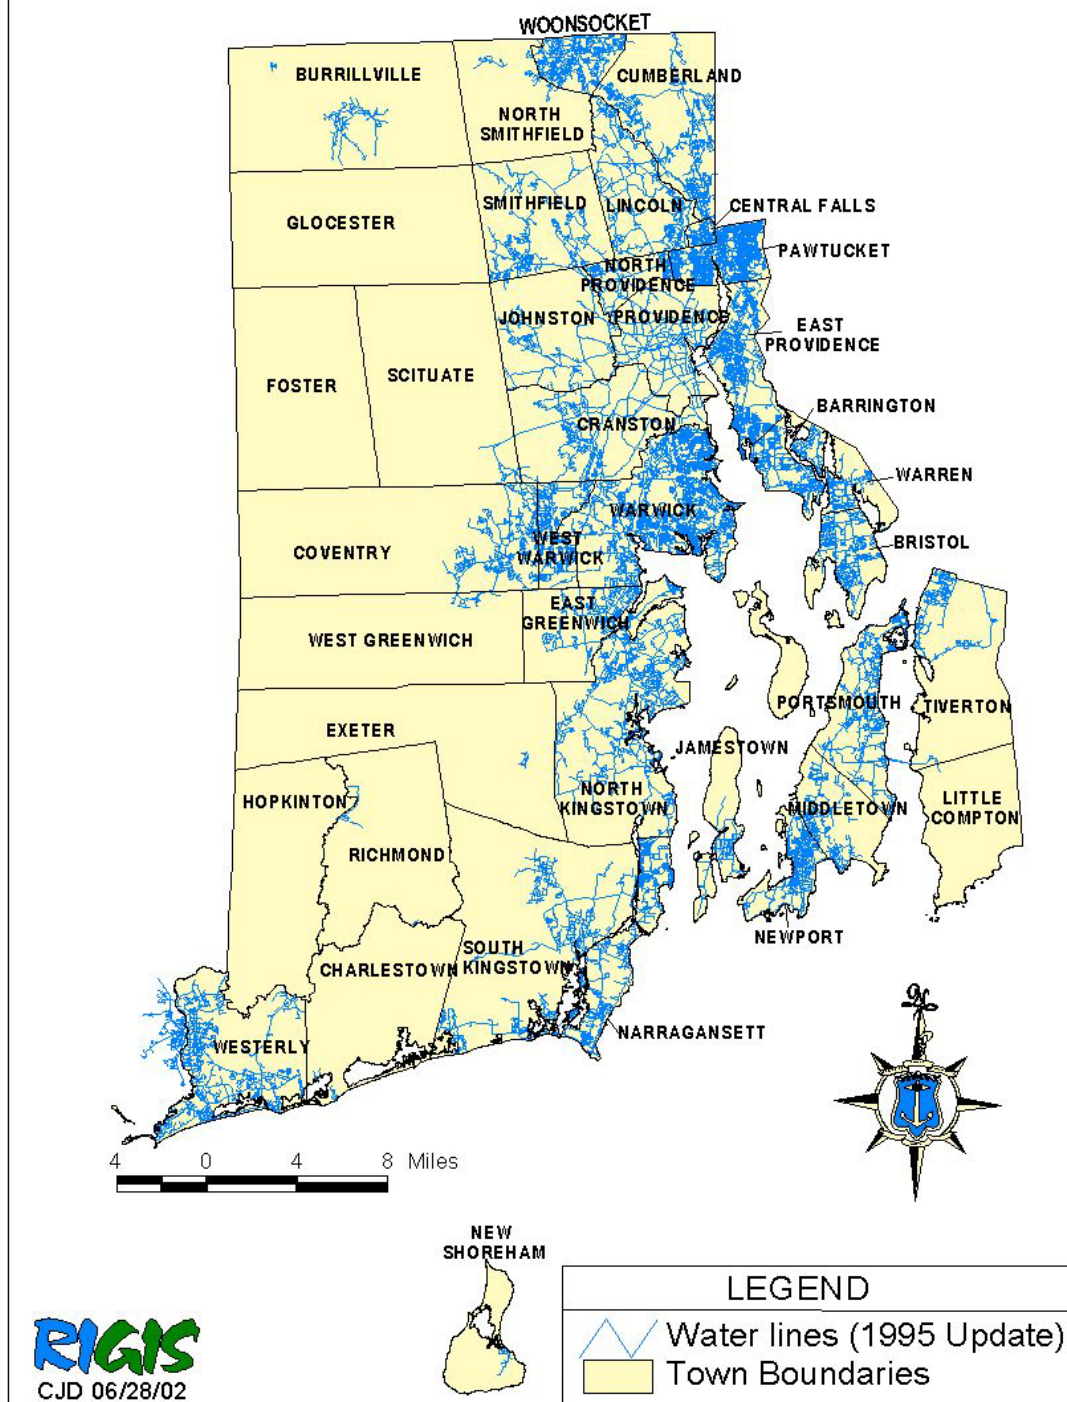 WOONSOCKET
BURRILLVILLE
CUMBERLAND
NORTH
SMITHFIELD
SMITHFIELD
LINCOLN
CENTRAL FALLS
GLOCESTER
PAWTUCKET
NORTH
PROVIDENCE
JOHNSTON
PROVIDENCE
EAST
PROVIDENCE
FOSTER
SCITUATE
BARRINGTON
CRANSTON
WARREN
WARWICK
COVENTRY
WEST
WARWICK
BRISTOL
EAST
GREENWICH
WEST GREENWICH
PORTSMOUTH
TIVERTON
EXETER
JAMESTOWN
HOPKINTON
NORTH
KINGSTOWN
MIDDLETOWN
LITTLE
COMPTON
RICHMOND
NEWPORT
SOUTH
KINGSTOWN
CHARLESTOWN
NARRAGANSETT
WESTERLY
4 0 4 8 Miles
NEW
SHOREHAM
LEGEND
Water lines (1995 Update)
Town Boundaries
RIGIS
CJD 06/28/02